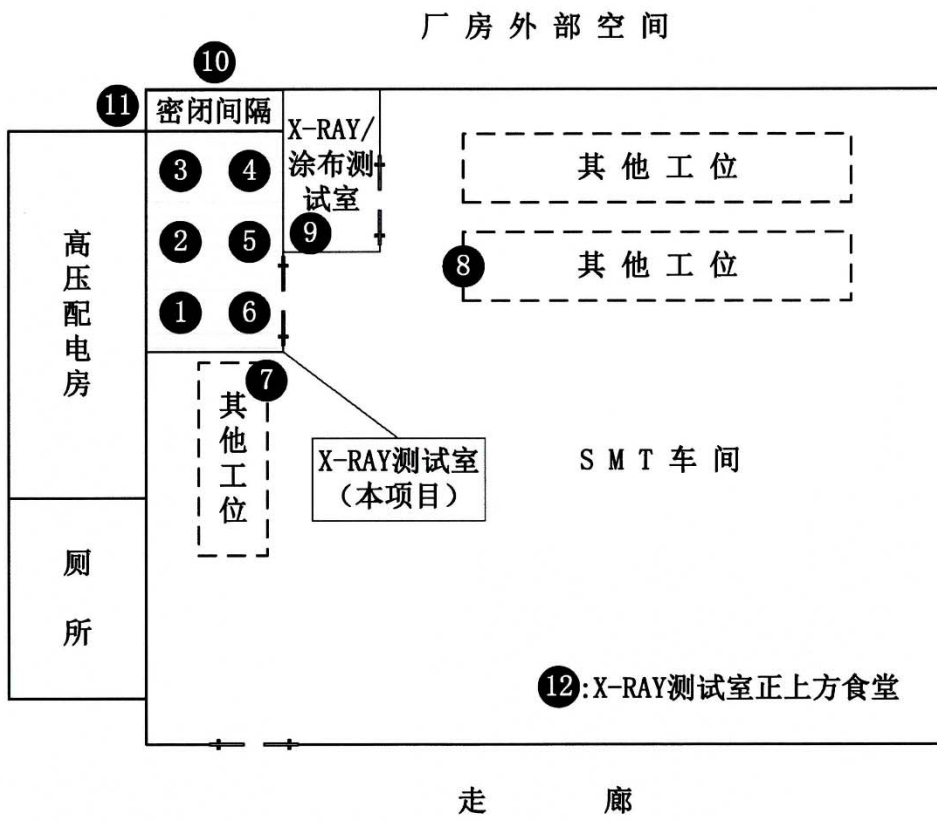 厂房外部空间
10
11
密闭间隔
X-RAY/
涂布测
试室
3
4
其他工位
2
5
9
8
其他工位
高
压
配
电
房
1
6
7
其
他
工
位
X-RAY测试室
（本项目）
SMT车间
厕
所
12:X-RAY测试室正上方食堂
走廊